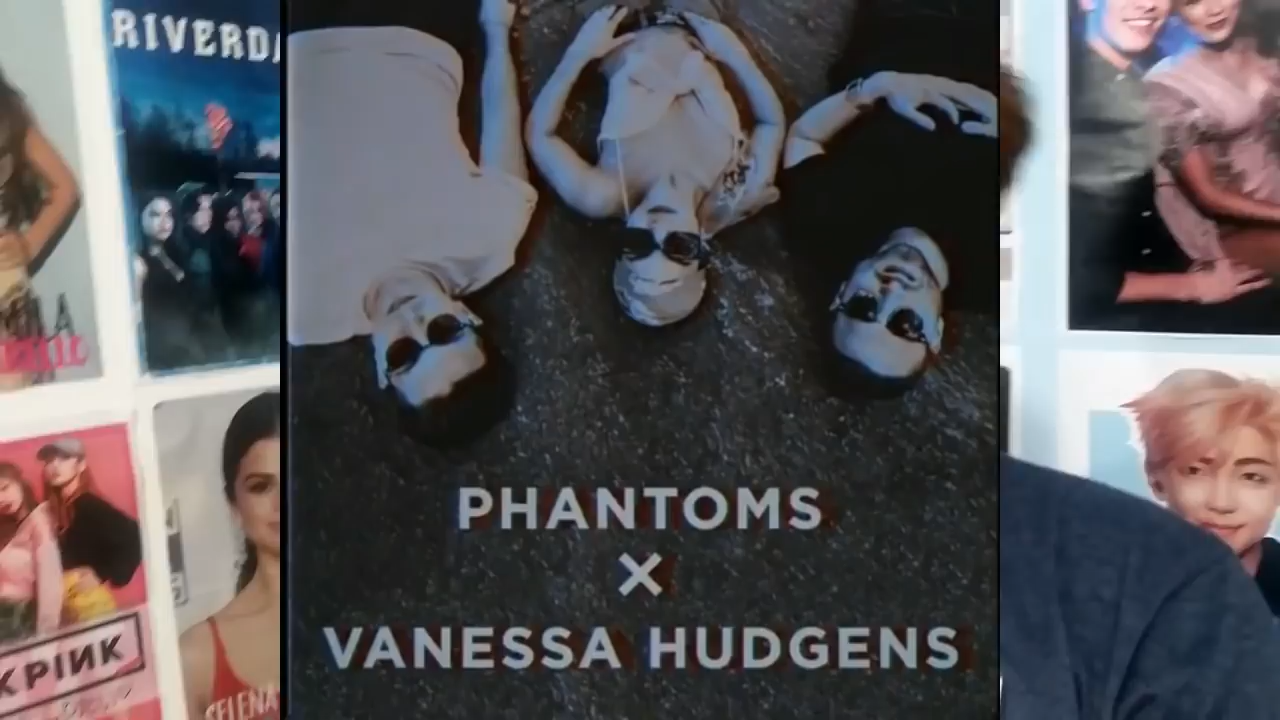 RIVERDA
KPINK
SELENA
PHANTOMS
×
VANESSA HUDGENS